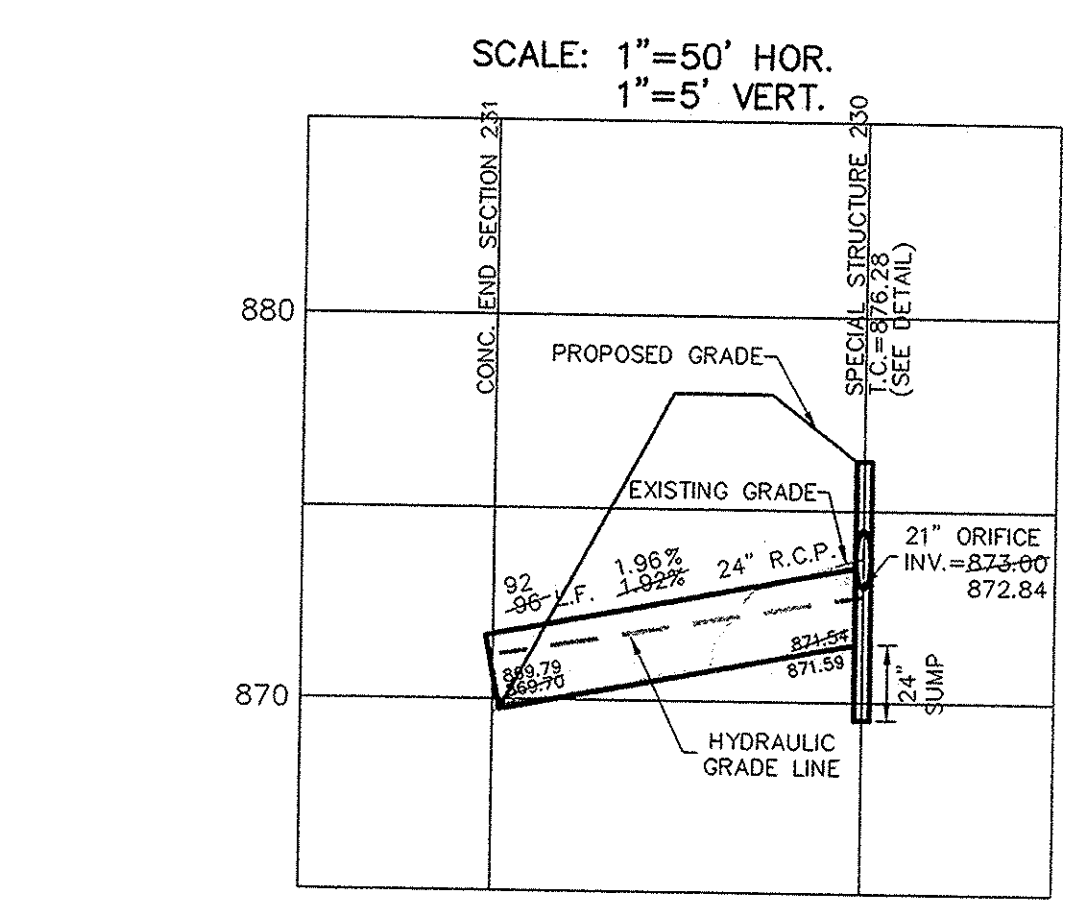 SCALE: 1"=50' HOR.
1"=5' VERT.
CONC. END SECTION 231
SPECIAL STRUCTURE 230
T.C.=876.28
(SEE DETAIL)
880
PROPOSED GRADE
EXISTING GRADE
21" ORIFICE
INV.=873.00
872.84
92
96 L.F.
1.96%
1.92%
24" R.C.P.
869.79
869.70
871.54
871.59
870
24"
SUMP
HYDRAULIC
GRADE LINE